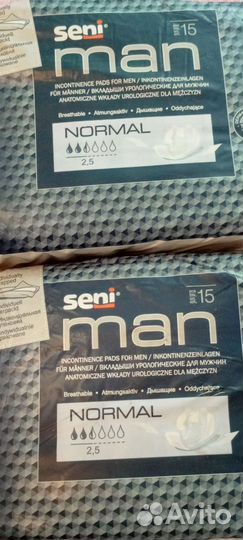 seni
man
15
INCONTINENCE PADS FOR MEN / INKONTINENZEINLAGEN
FÜR MÄNNER / ВКЛАДЫШИ УРОЛОГИЧЕСКИЕ ДЛЯ МУЖЧИН
ANATOMICZNE WKŁADY UROLOGICZNE DLA MĘŻCZYZN
Breathable • Atmungsaktiv • Дышащие • Oddychające
NORMAL
2,5
seni
man
15
INCONTINENCE PADS FOR MEN / INKONTINENZEINLAGEN
FÜR MÄNNER / ВКЛАДЫШИ УРОЛОГИЧЕСКИЕ ДЛЯ МУЖЧИН
ANATOMICZNE WKŁADY UROLOGICZNE DLA MĘŻCZYZN
Breathable • Atmungsaktiv • Дышащие • Oddychające
NORMAL
2,5
Avito